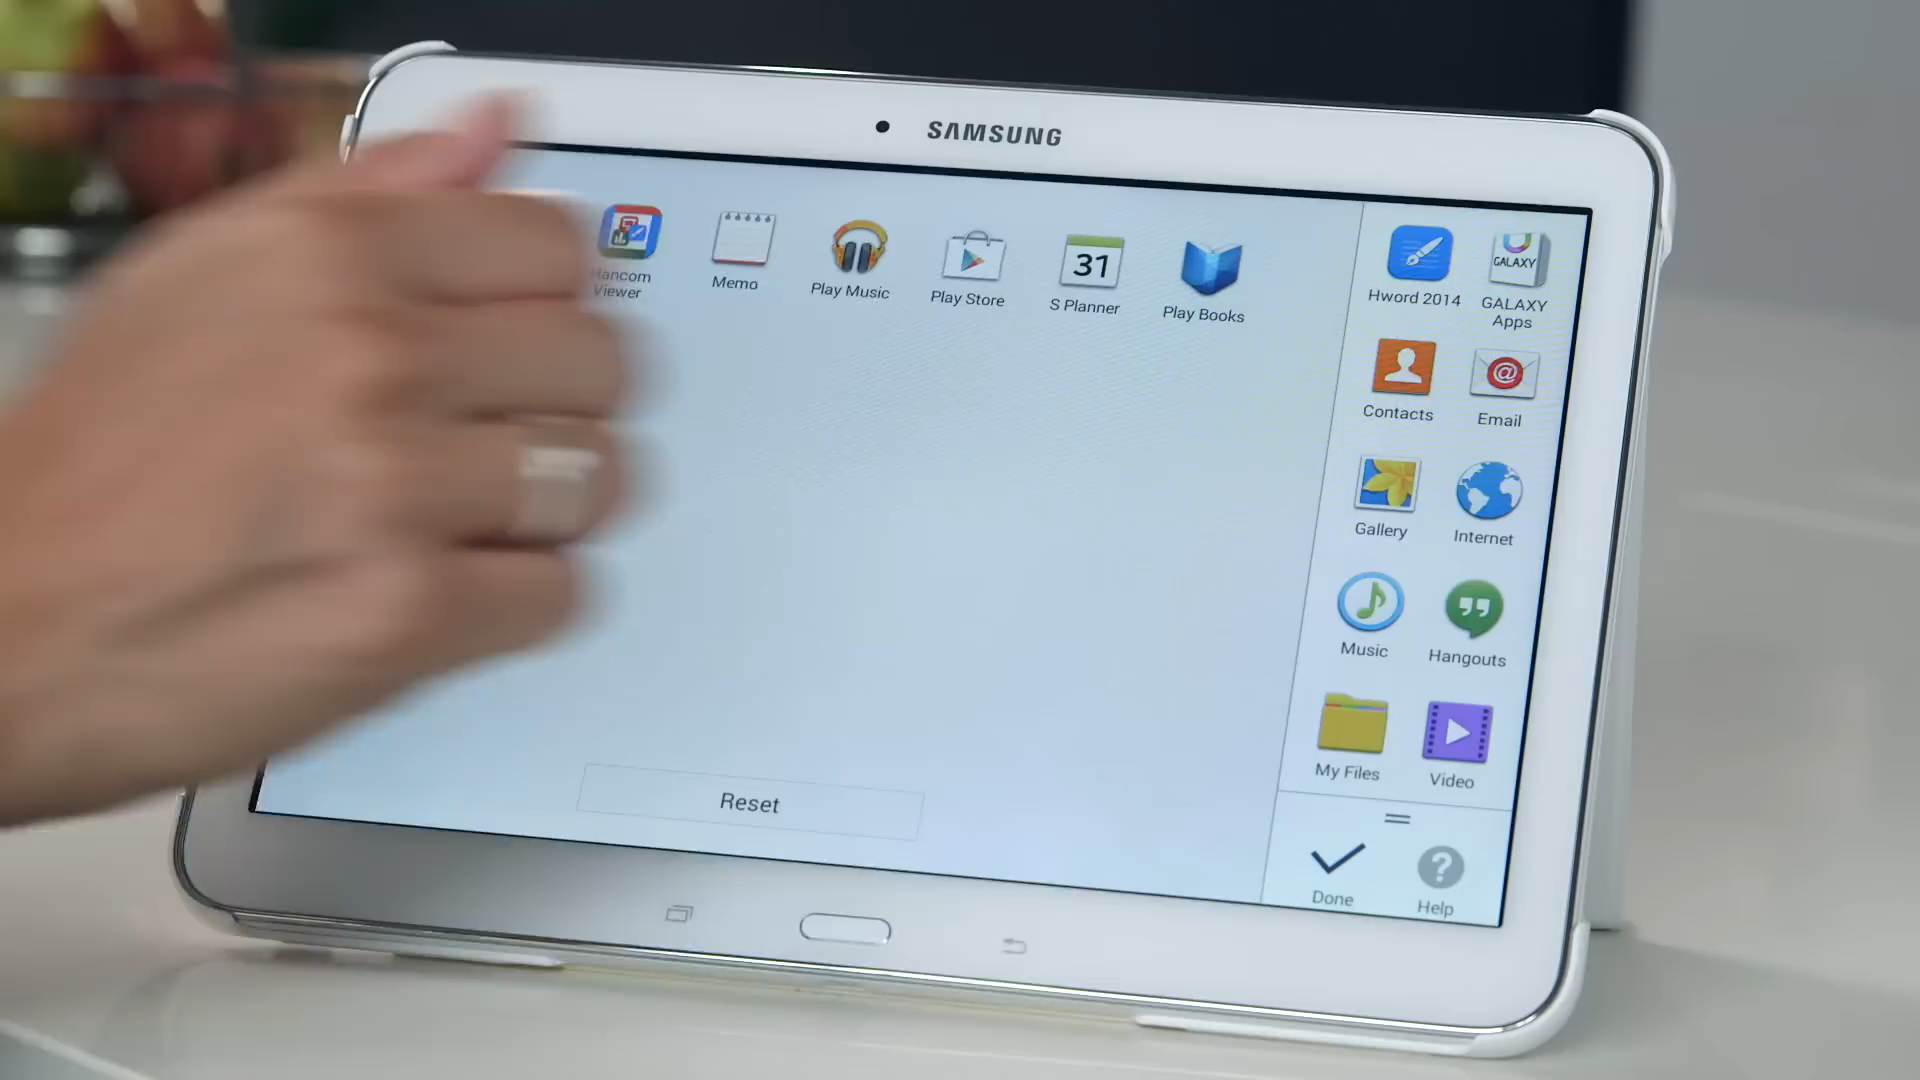 SAMSUNG
Hancom
Viewer
Memo
Play Music
Play Store
31
S Planner
Play Books
Hword 2014
GALAXY
GALAXY
Apps
Contacts
@
Email
Gallery
Internet
Music
Hangouts
My Files
Video
Reset
Done
?
Help